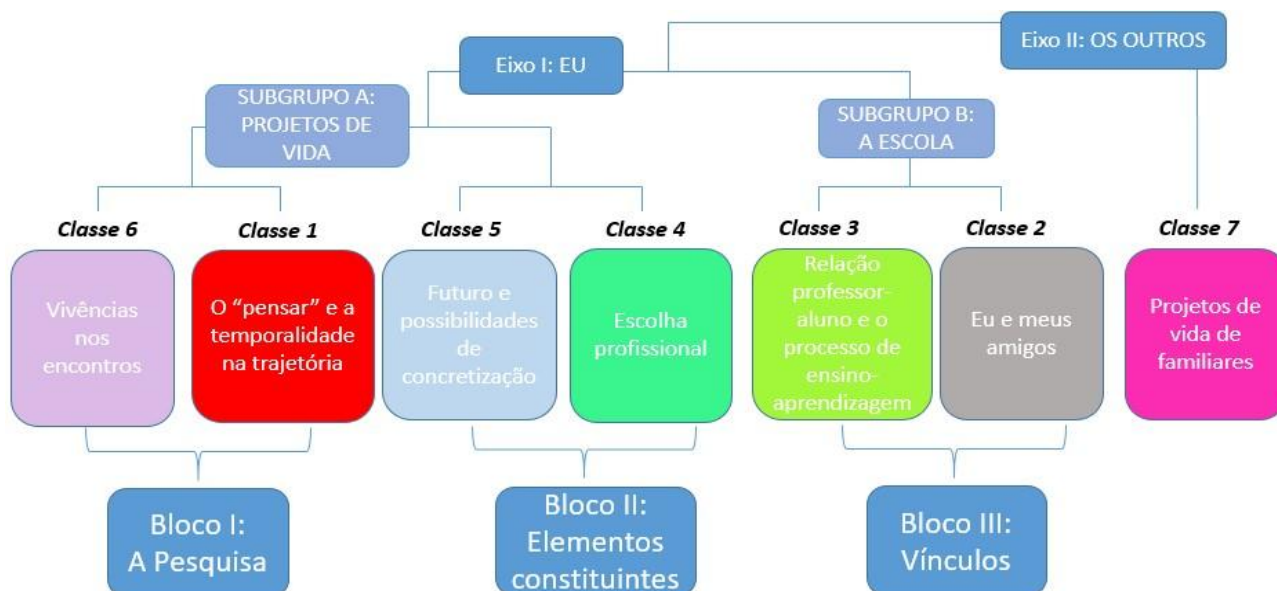 Eixo II: OS OUTROS
Eixo I: EU
SUBGRUPO A:
PROJETOS DE
VIDA
SUBGRUPO B:
A ESCOLA
Classe 6
Classe 1
Classe 5
Classe 4
Classe 3
Classe 2
Classe 7
Vivências
nos
encontros
O “pensar” e a
temporalidade
na trajetória
Futuro e
possibilidades
de
concretização
Escolha
profissional
Relação
professor-
aluno e o
processo de
ensino-
aprendizagem
Eu e meus
amigos
Projetos de
vida de
familiares
Bloco I:
A Pesquisa
Bloco II:
Elementos
constituintes
Bloco III:
Vínculos